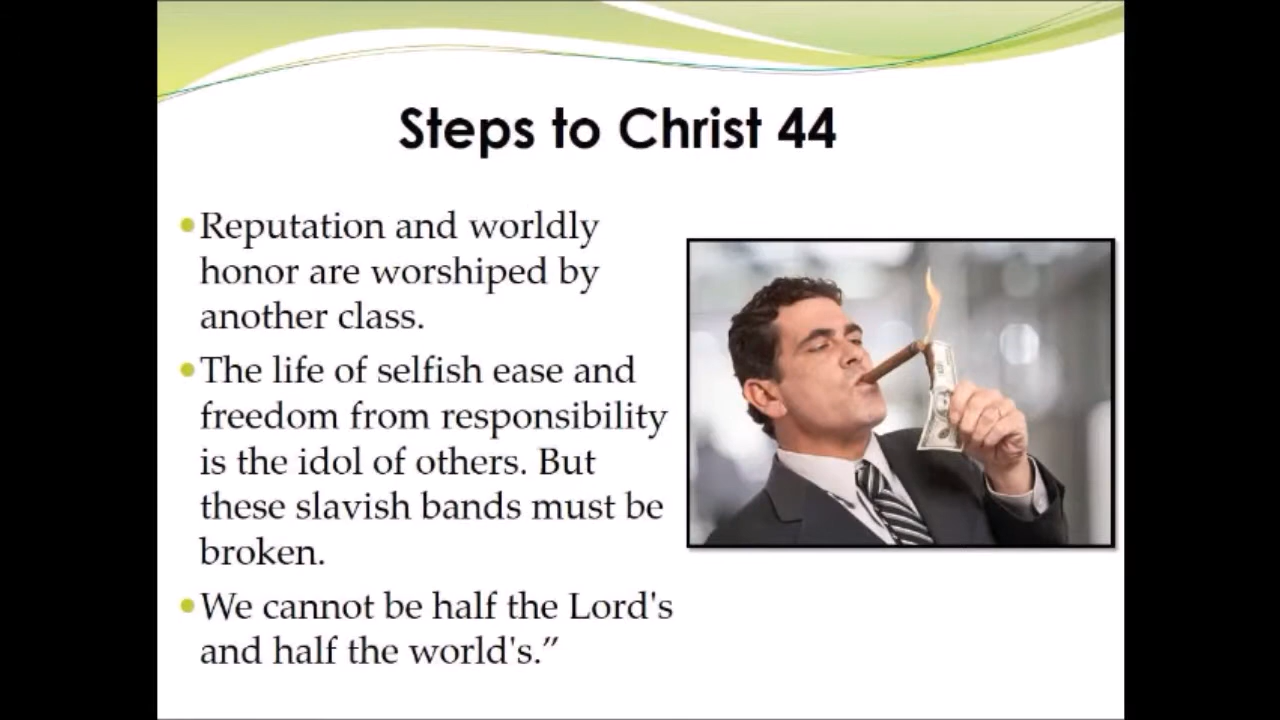 Steps to Christ 44
•Reputation and worldly
honor are worshiped by
another class.
•The life of selfish ease and
freedom from responsibility
is the idol of others. But
these slavish bands must be
broken.
•We cannot be half the Lord's
and half the world's.”